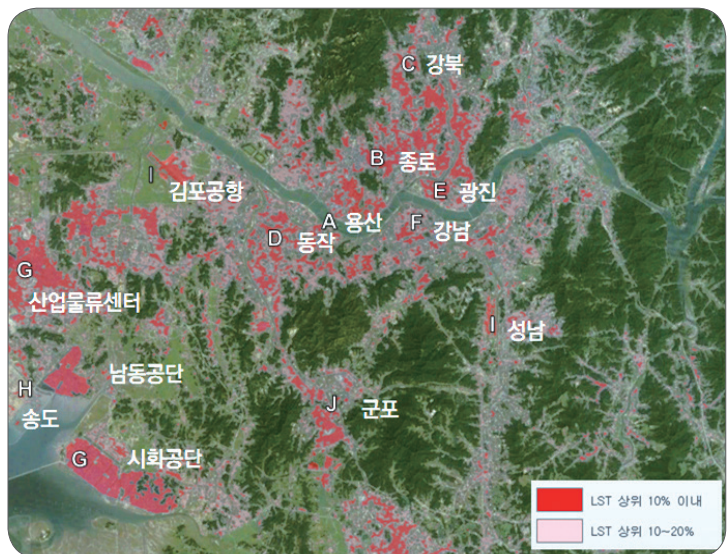 C 강북
B 종로
I 김포공항
E 광진
A 용산
F 강남
D 동작
G
산업물류센터
I 성남
남동공단
H
송도
J 군포
G 시화공단
LST 상위 10% 이내
LST 상위 10~20%